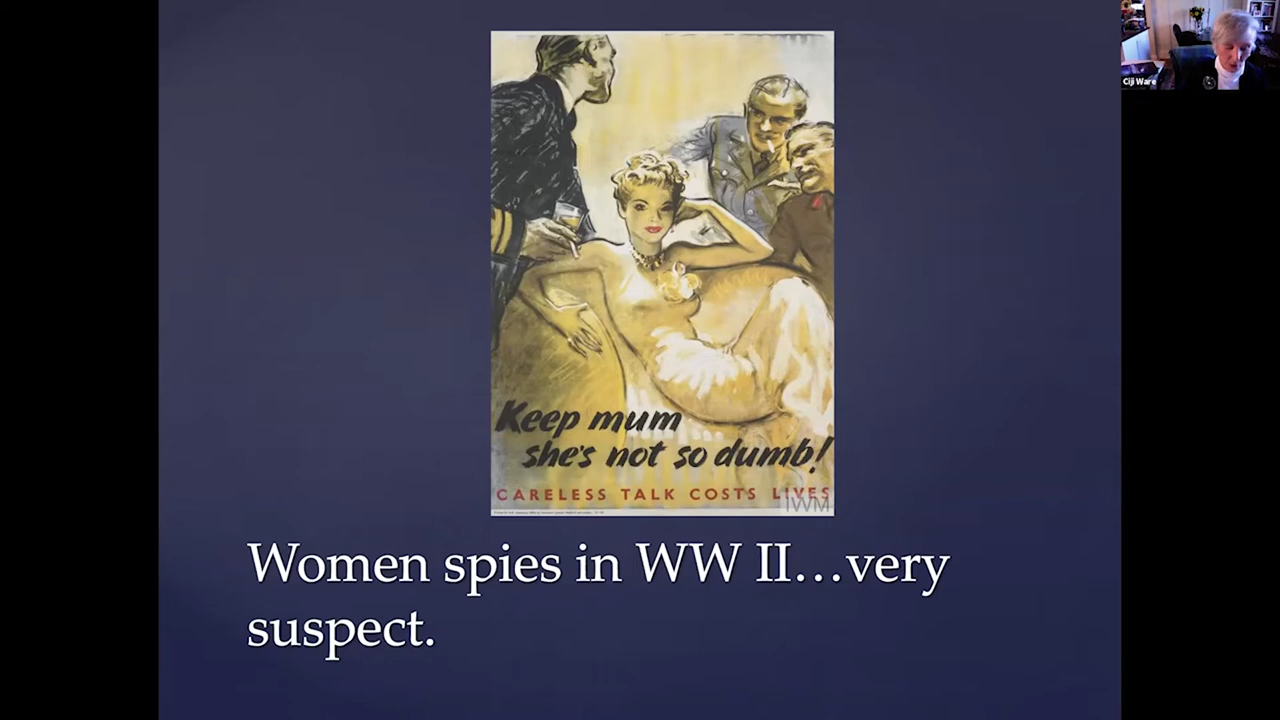 Ciji Ware
Keep mum
she's not so dumb!
CARELESS TALK COSTS LIVES
IWM
Women spies in WW II…very
suspect.